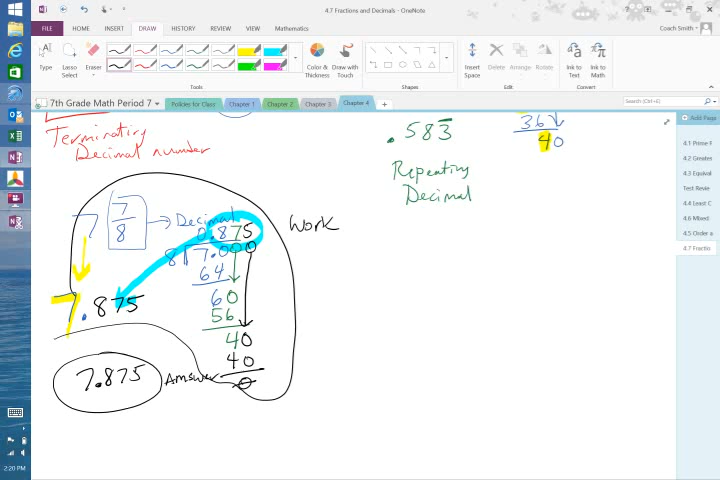 4.7 Fractions and Decimals - OneNote
FILE HOME INSERT DRAW HISTORY REVIEW VIEW Mathematics
Coach Smith
Type
Lasso Select
Eraser
Color & Thickness
Draw with Touch
Insert Space
Delete
Arrange
Rotate
Ink to Text
Ink to Math
Tools
Shapes
Edit
Convert
7th Grade Math Period 7
Policies for Class
Chapter 1
Chapter 2
Chapter 3
Chapter 4
+
Search (Ctrl+E)
Add Page
4.1 Prime F
4.2 Greates
4.3 Equival
Test Revie
4.4 Least C
4.6 Mixed
4.5 Order a
4.7 Fractio
Terminating
Decimal number
.583
Repeating
Decimal
36
40
7 7/8 → Decimal
0.875
Work
8 7.000
64
60
56
40
40
0
7.875
7.875 Answer
2:20 PM